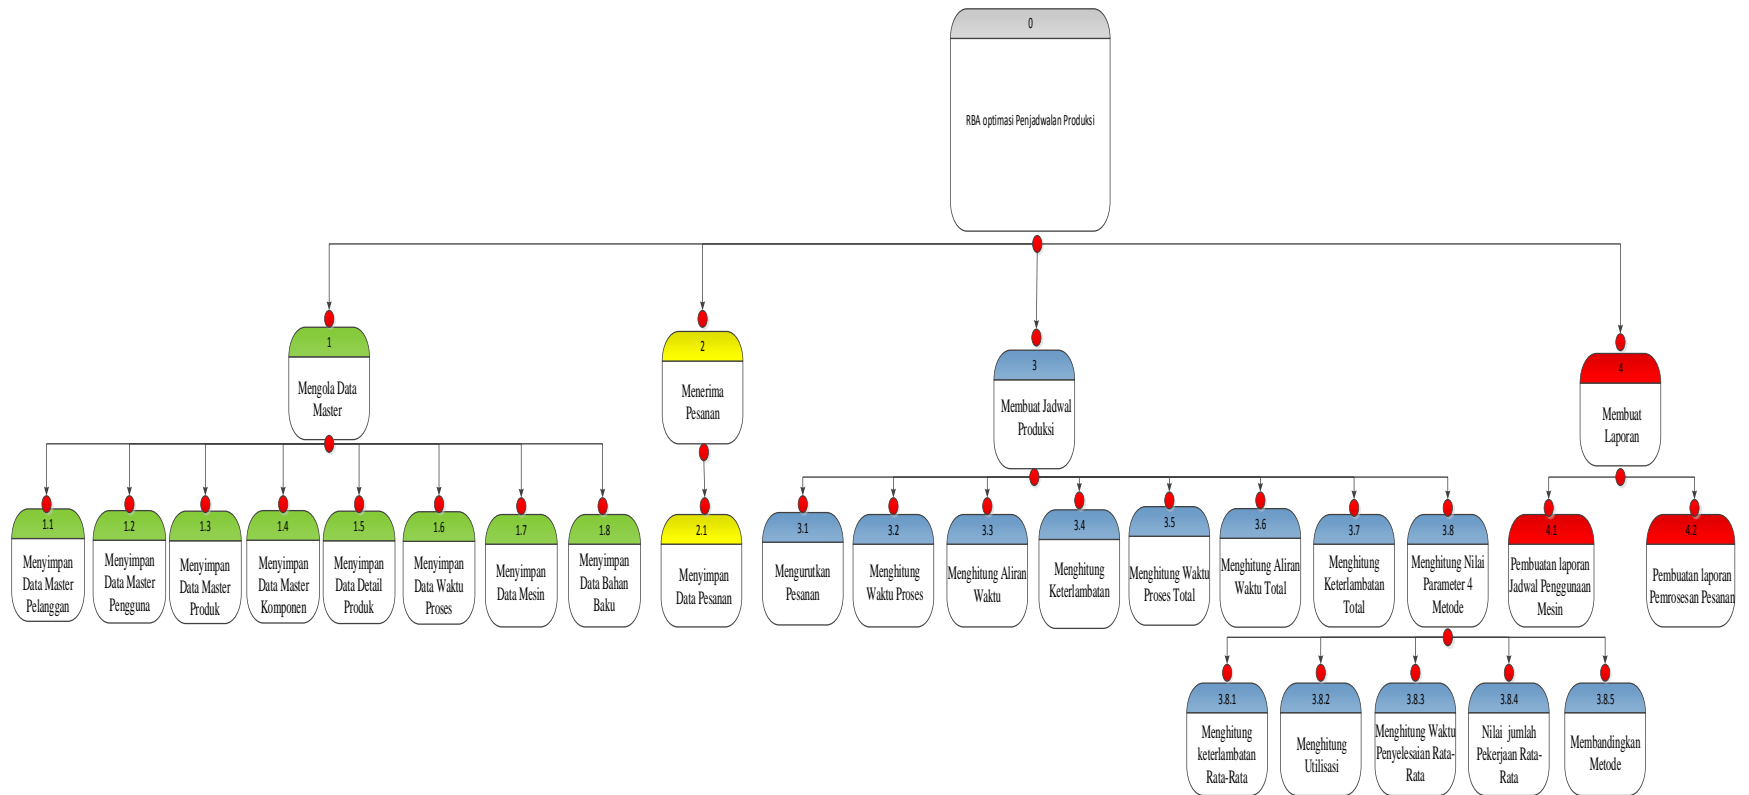 0
RBA optimasi Penjadwalan Produksi
1
Mengola Data
Master
2
Menerima
Pesanan
3
Membuat Jadwal
Produksi
4
Membuat
Laporan
1.1
Menyimpan
Data Master
Pelanggan
1.2
Menyimpan
Data Master
Pengguna
1.3
Menyimpan
Data Master
Produk
1.4
Menyimpan
Data Master
Komponen
1.5
Menyimpan
Data Detail
Produk
1.6
Menyimpan
Data Waktu
Proses
1.7
Menyimpan
Data Mesin
1.8
Menyimpan
Data Bahan
Baku
2.1
Menyimpan
Data Pesanan
3.1
Mengurutkan
Pesanan
3.2
Menghitung
Waktu Proses
3.3
Menghitung Aliran
Waktu
3.4
Menghitung
Keterlambatan
3.5
Menghitung Waktu
Proses Total
3.6
Menghitung Aliran
Waktu Total
3.7
Menghitung
Keterlambatan
Total
3.8
Menghitung Nilai
Parameter 4
Metode
4.1
Pembuatan laporan
Jadwal Penggunaan
Mesin
4.2
Pembuatan laporan
Pemrosesan Pesanan
3.8.1
Menghitung
keterlambatan
Rata-Rata
3.8.2
Menghitung
Utilisasi
3.8.3
Menghitung Waktu
Penyelesaian Rata-
Rata
3.8.4
Nilai jumlah
Pekerjaan Rata-
Rata
3.8.5
Membandingkan
Metode